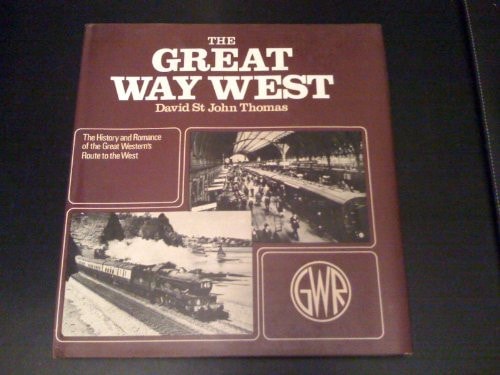 THE
GREAT
WAY WEST
David St John Thomas
The History and Romance
of the Great Western's
Route to the West
GWR